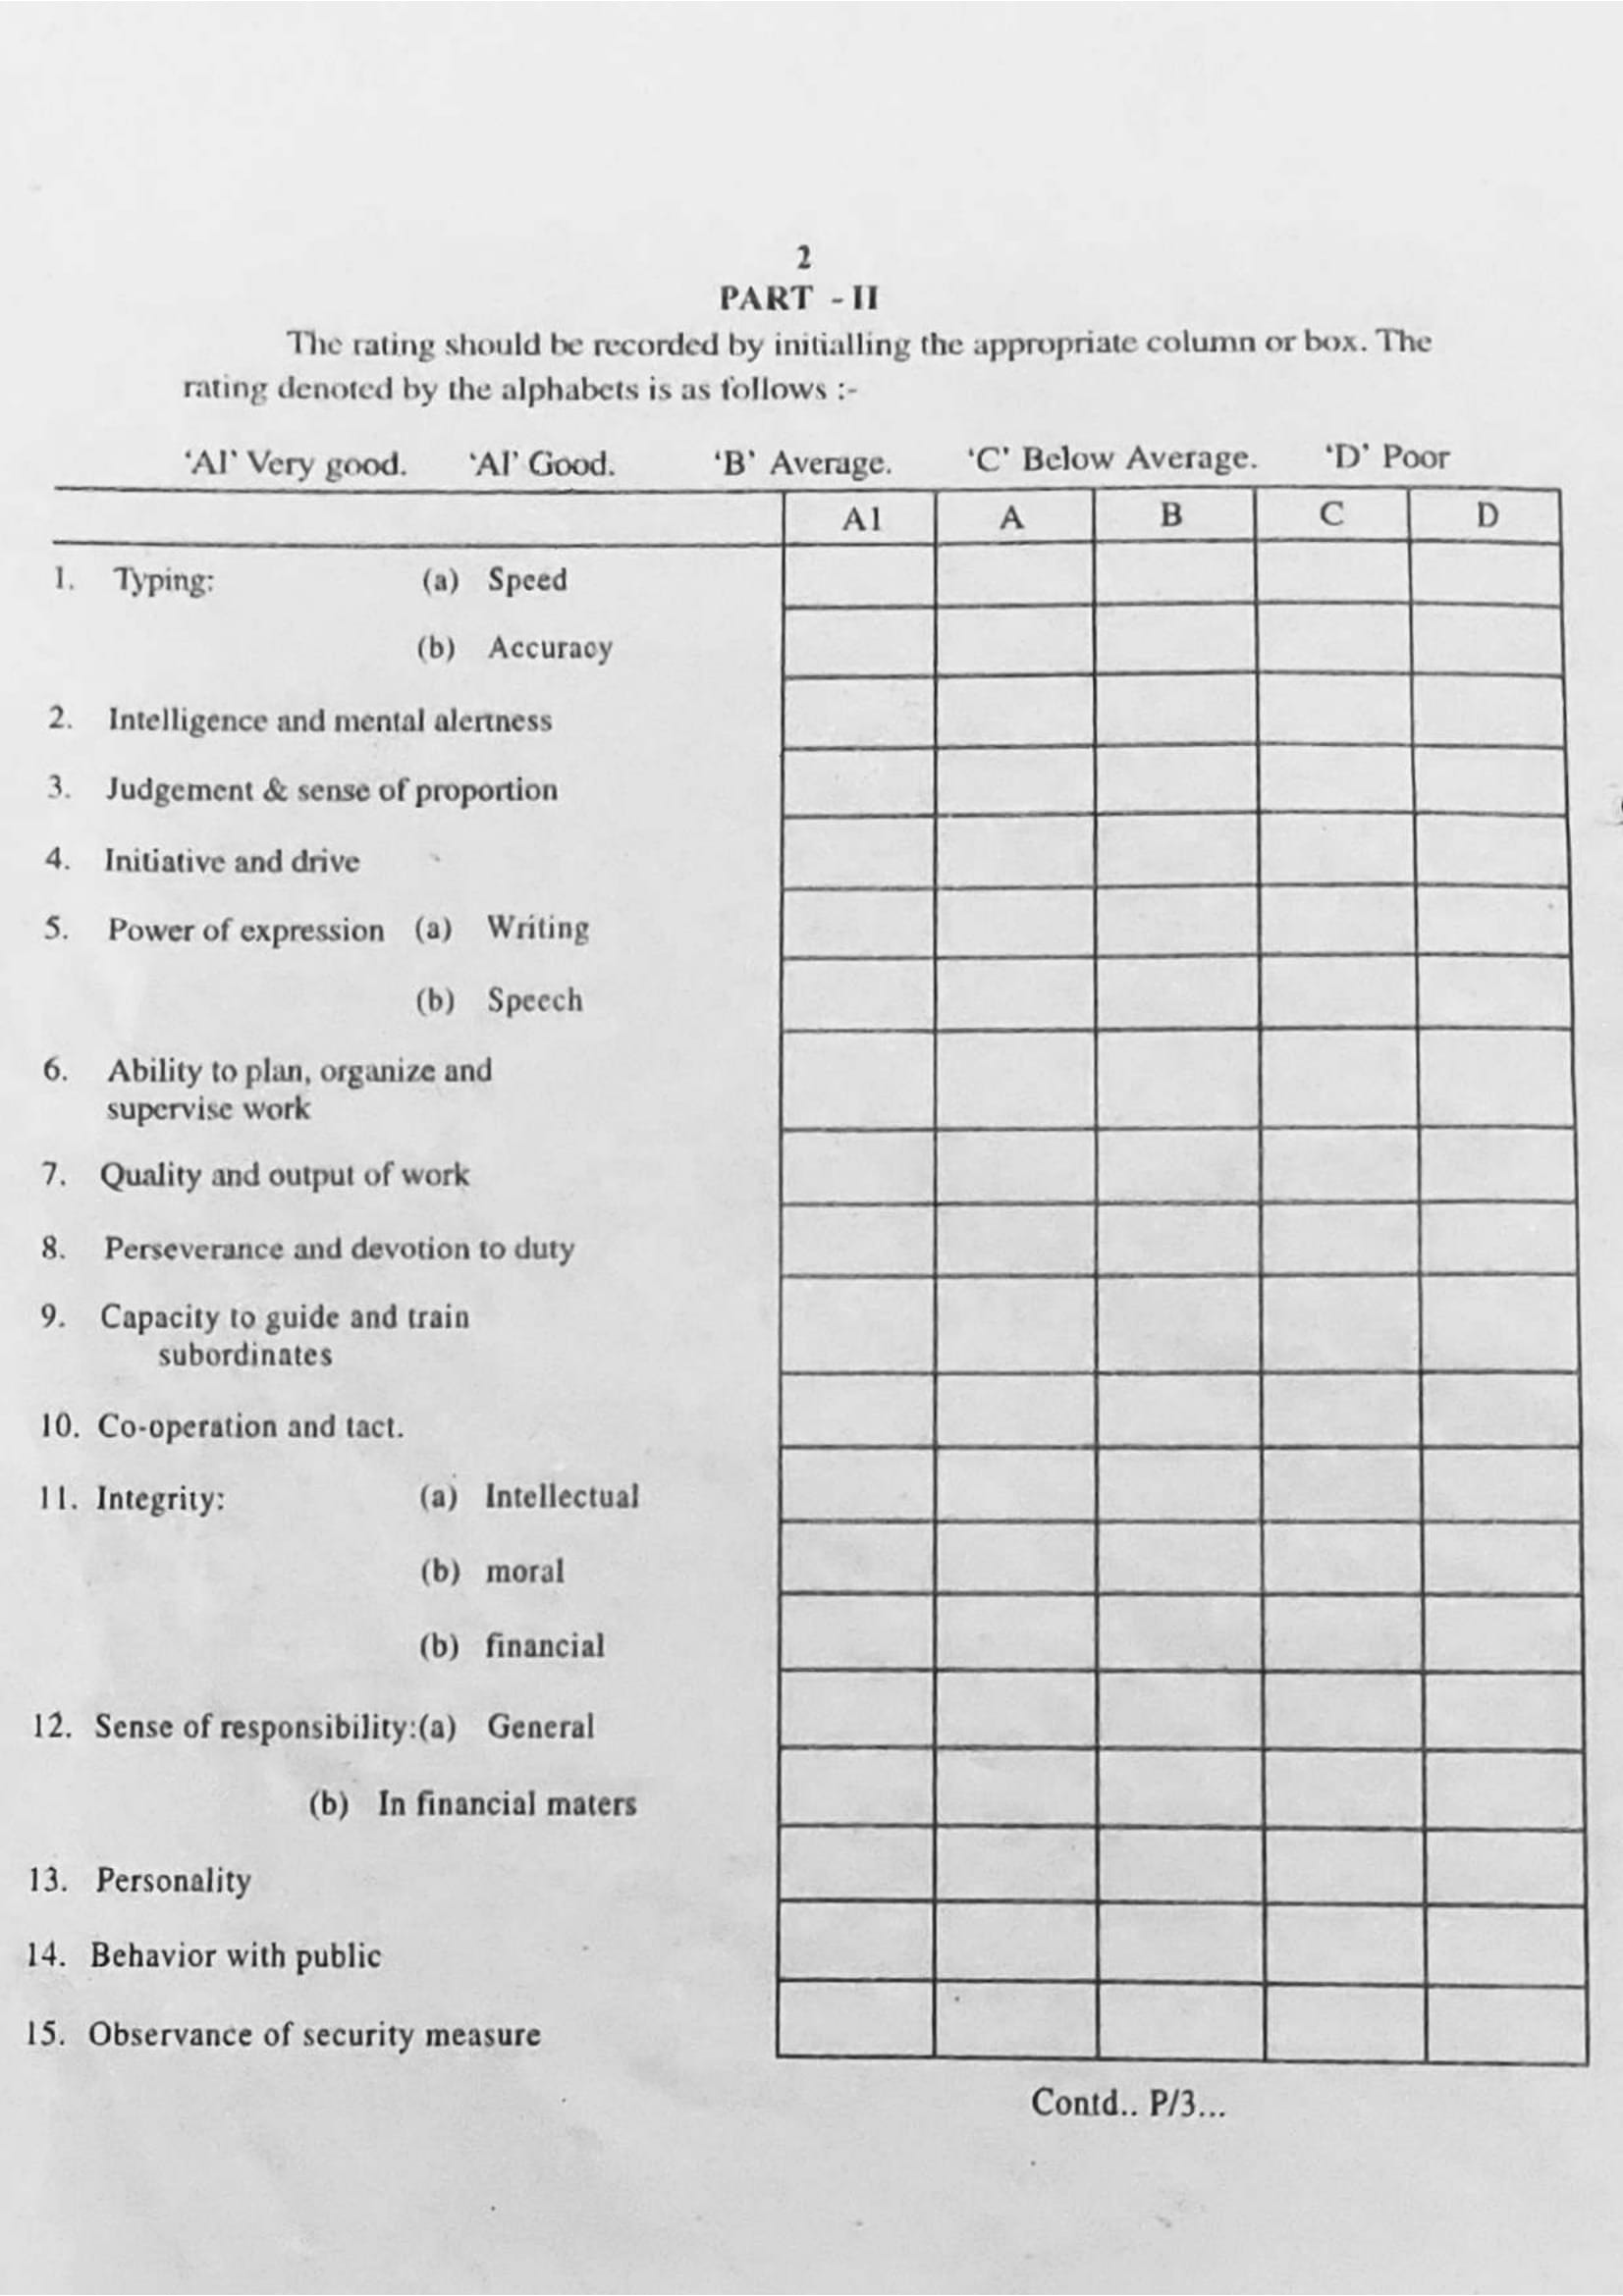 2
PART - II
The rating should be recorded by initialling the appropriate column or box. The
rating denoted by the alphabets is as follows :-
'AI' Very good. 'AI' Good. 'B' Average. 'C' Below Average. 'D' Poor
A1 A B C D
1. Typing: (a) Speed
(b) Accuracy
2. Intelligence and mental alertness
3. Judgement & sense of proportion
4. Initiative and drive
5. Power of expression (a) Writing
(b) Speech
6. Ability to plan, organize and
supervise work
7. Quality and output of work
8. Perseverance and devotion to duty
9. Capacity to guide and train
subordinates
10. Co-operation and tact.
11. Integrity: (a) Intellectual
(b) moral
(b) financial
12. Sense of responsibility:(a) General
(b) In financial maters
13. Personality
14. Behavior with public
15. Observance of security measure
Contd.. P/3...